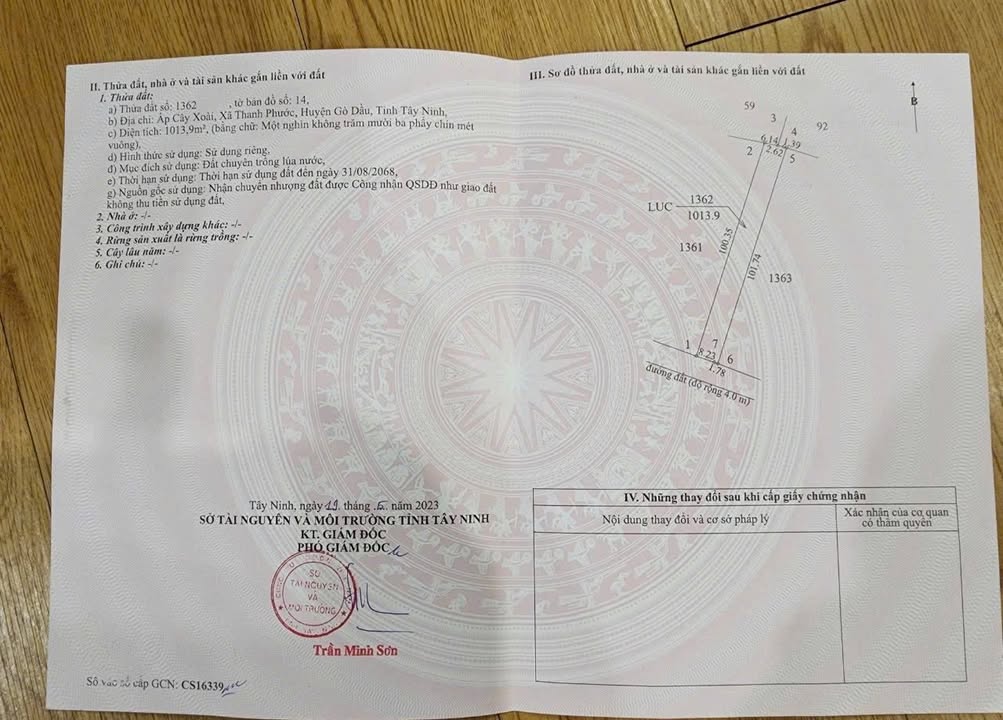 II. Thửa đất, nhà ở và tài sản khác gắn liền với đất
1. Thửa đất:
a) Thửa đất số: 1362 , tờ bản đồ số: 14,
b) Địa chỉ: Ấp Cây Xoài, Xã Thanh Phước, Huyện Gò Dầu, Tỉnh Tây Ninh,
c) Diện tích: 1013,9m², (bằng chữ: Một nghìn không trăm mười ba phẩy chín mét
vuông),
d) Hình thức sử dụng: Sử dụng riêng,
đ) Mục đích sử dụng: Đất chuyên trồng lúa nước,
e) Thời hạn sử dụng: Thời hạn sử dụng đất đến ngày 31/08/2068,
g) Nguồn gốc sử dụng: Nhận chuyển nhượng đất được Công nhận QSDĐ như giao đất
không thu tiền sử dụng đất,
2. Nhà ở: -/-
3. Công trình xây dựng khác: -/-
4. Rừng sản xuất là rừng trồng: -/-
5. Cây lâu năm: -/-
6. Ghi chú: -/-
Tây Ninh, ngày 19. tháng .5. năm 2023
SỞ TÀI NGUYÊN VÀ MÔI TRƯỜNG TỈNH TÂY NINH
KT. GIÁM ĐỐC
PHÓ GIÁM ĐỐC
SỞ
TÀI NGUYÊN
VÀ
MÔI TRƯỜNG
Trần Minh Sơn
Số vào sổ cấp GCN: CS16339
III. Sơ đồ thửa đất, nhà ở và tài sản khác gắn liền với đất
B
59
3
4
92
6.14
1.39
2
2.62
5
LUC
1362
1013.9
1361
100.35
101.74
1363
1
7
8.23
6
1.78
đường đất (độ rộng 4.0 m)
IV. Những thay đổi sau khi cấp giấy chứng nhận
Nội dung thay đổi và cơ sở pháp lý
Xác nhận của cơ quan
có thẩm quyền